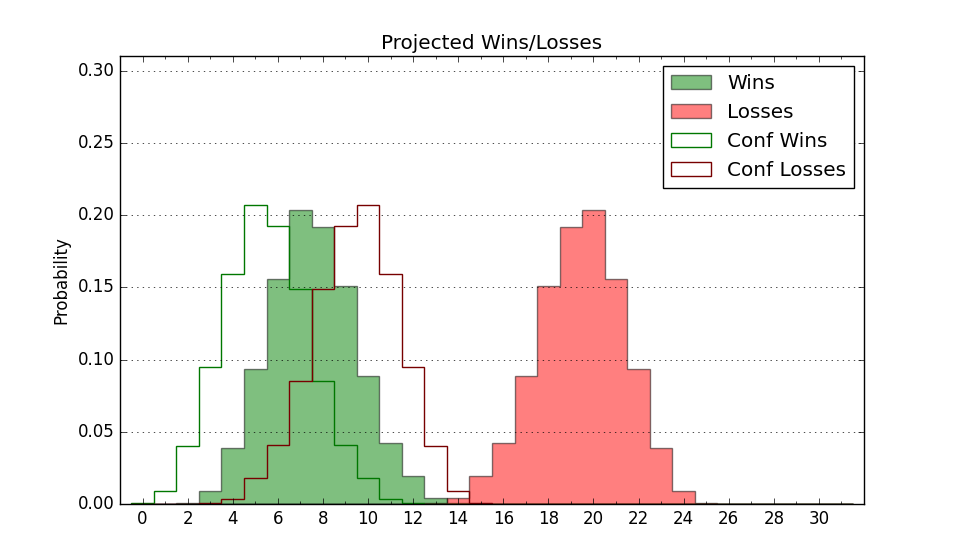 Projected Wins/Losses
0.30
0.25
0.20
0.15
0.10
0.05
0.00
Probability
Wins
Losses
Conf Wins
Conf Losses
0 2 4 6 8 10 12 14 16 18 20 22 24 26 28 30